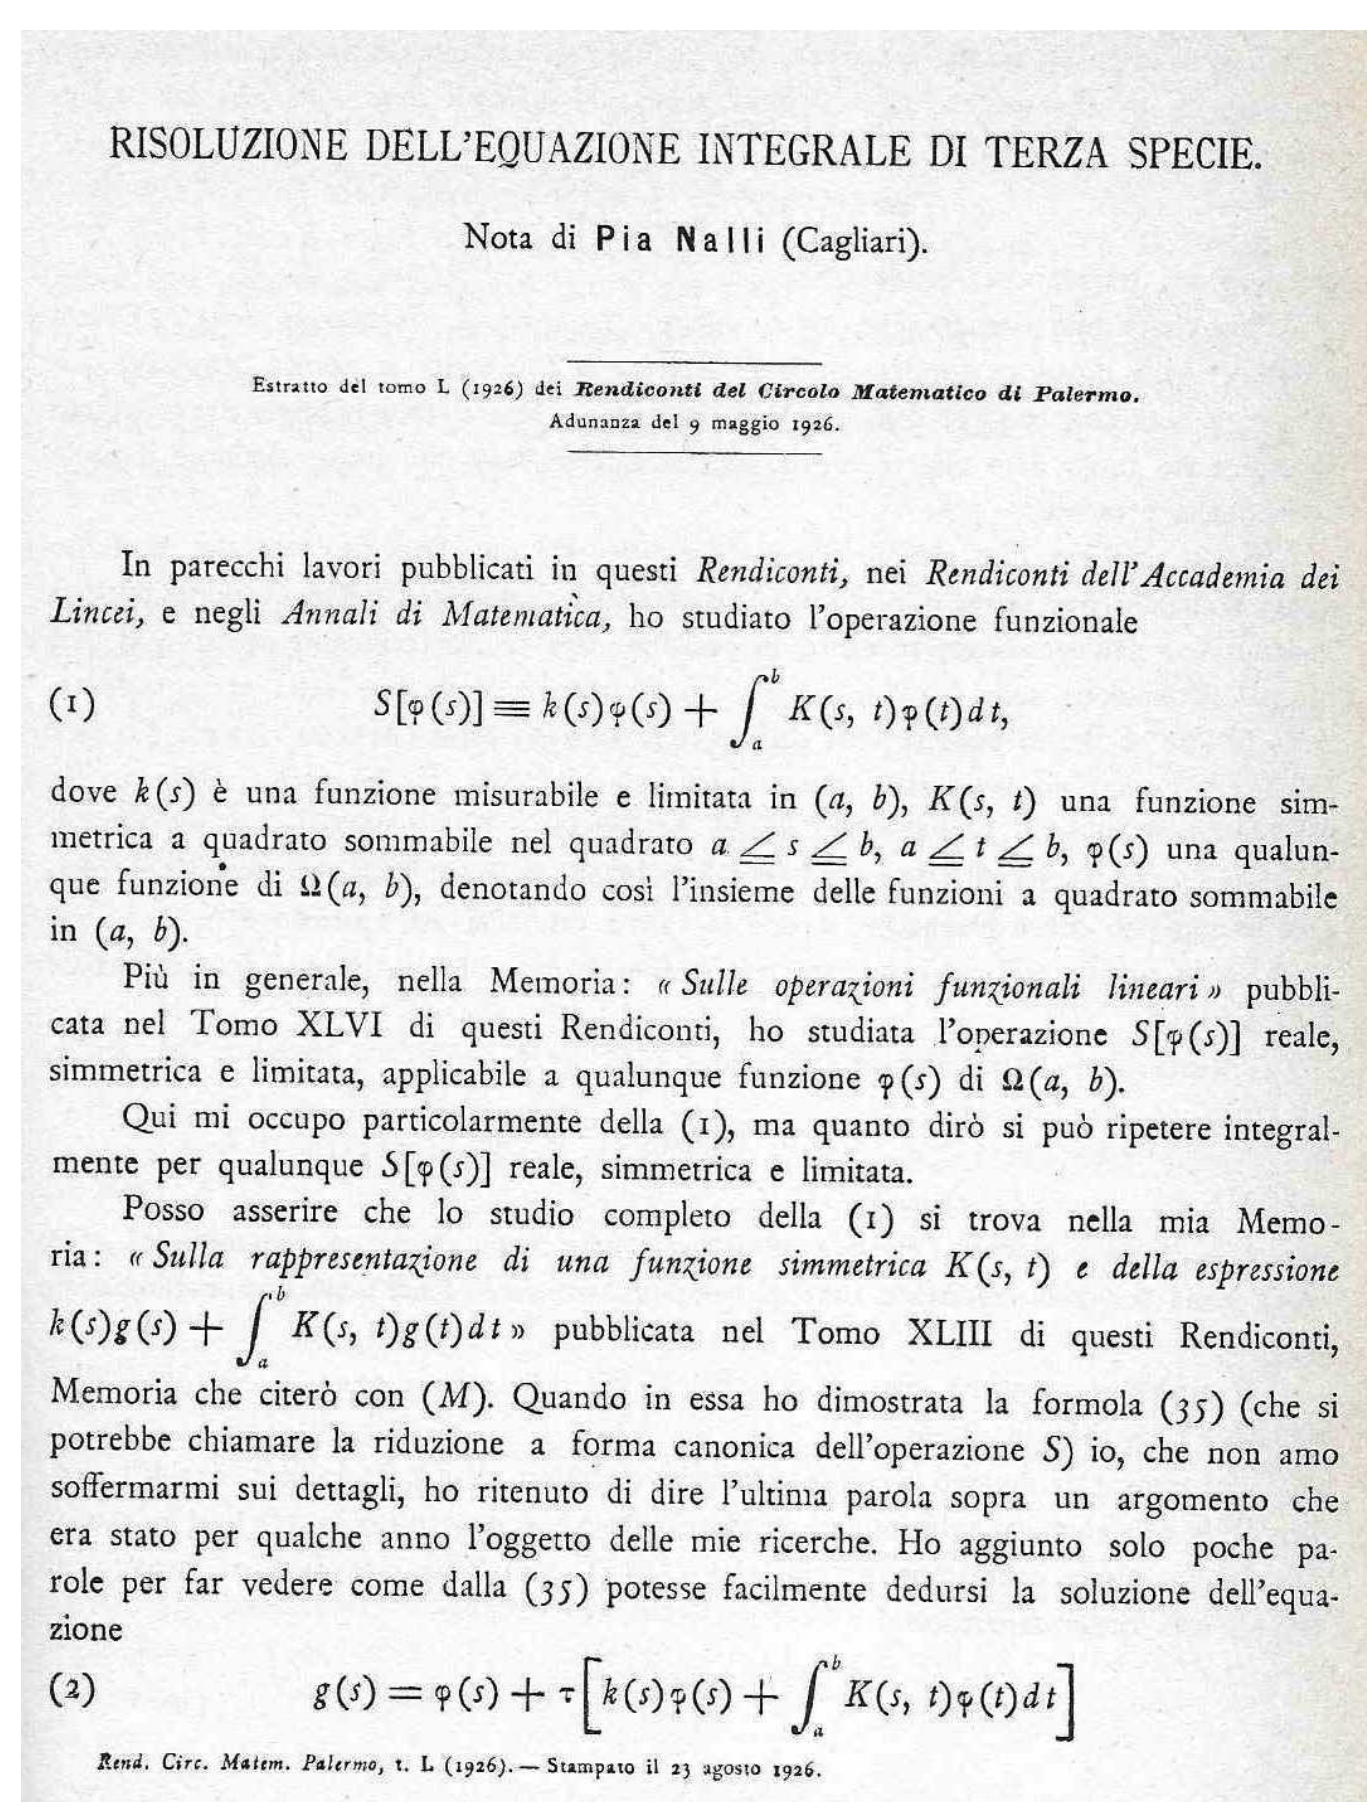 RISOLUZIONE DELL'EQUAZIONE INTEGRALE DI TERZA SPECIE.
Nota di Pia Nalli (Cagliari).
Estratto del tomo L (1926) dei Rendiconti del Circolo Matematico di Palermo.
Adunanza del 9 maggio 1926.
In parecchi lavori pubblicati in questi Rendiconti, nei Rendiconti dell'Accademia dei
Lincei, e negli Annali di Matematica, ho studiato l'operazione funzionale
(1) S[φ(s)] ≡ k(s)φ(s) + ∫_a^b K(s, t)φ(t)dt,
dove k(s) è una funzione misurabile e limitata in (a, b), K(s, t) una funzione sim-
metrica a quadrato sommabile nel quadrato a ≤ s ≤ b, a ≤ t ≤ b, φ(s) una qualun-
que funzione di Ω(a, b), denotando così l'insieme delle funzioni a quadrato sommabile
in (a, b).
Più in generale, nella Memoria: « Sulle operazioni funzionali lineari » pubbli-
cata nel Tomo XLVI di questi Rendiconti, ho studiata l'operazione S[φ(s)] reale,
simmetrica e limitata, applicabile a qualunque funzione φ(s) di Ω(a, b).
Qui mi occupo particolarmente della (1), ma quanto dirò si può ripetere integral-
mente per qualunque S[φ(s)] reale, simmetrica e limitata.
Posso asserire che lo studio completo della (1) si trova nella mia Memo-
ria: « Sulla rappresentazione di una funzione simmetrica K(s, t) e della espressione
k(s)g(s) + ∫_a^b K(s, t)g(t)dt » pubblicata nel Tomo XLIII di questi Rendiconti,
Memoria che citerò con (M). Quando in essa ho dimostrata la formola (35) (che si
potrebbe chiamare la riduzione a forma canonica dell'operazione S) io, che non amo
soffermarmi sui dettagli, ho ritenuto di dire l'ultima parola sopra un argomento che
era stato per qualche anno l'oggetto delle mie ricerche. Ho aggiunto solo poche pa-
role per far vedere come dalla (35) potesse facilmente dedursi la soluzione dell'equa-
zione
(2) g(s) = φ(s) + τ[k(s)φ(s) + ∫_a^b K(s, t)φ(t)dt]
Rend. Circ. Matem. Palermo, t. L (1926). — Stampato il 23 agosto 1926.